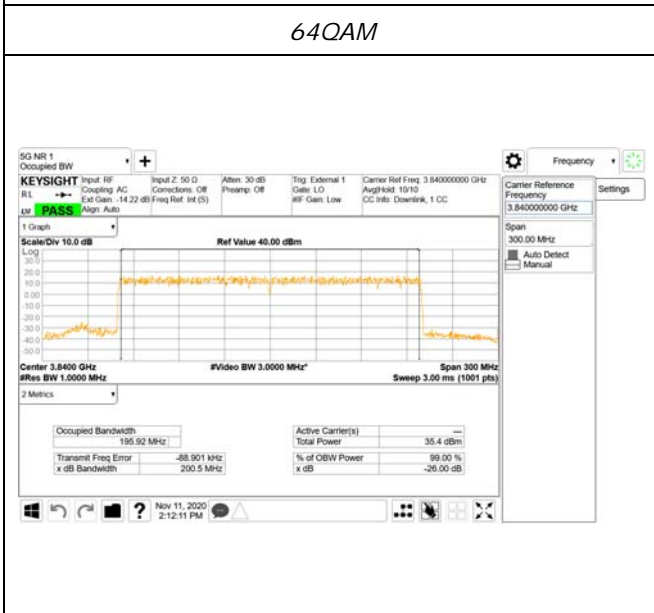 64QAM
5G NR 1
Occupied BW
Frequency
KEYSIGHT
Input: RF
Input Z: 50 Ω
Atten: 30 dB
Trig: External 1
Carrier Ref Freq: 3.840000000 GHz
RL
Coupling: AC
Corrections: Off
Preamp: Off
Gate: LO
Avg|Hold: 10/10
Ext Gain: -14.22 dB
Freq Ref: Int (S)
#IF Gain: Low
CC Info: Downlink, 1 CC
PASS
Align: Auto
Carrier Reference
Frequency
3.840000000 GHz
Settings
Span
300.00 MHz
Auto Detect
Manual
1 Graph
Scale/Div 10.0 dB
Ref Value 40.00 dBm
Log
30.0
20.0
10.0
0.00
-10.0
-20.0
-30.0
-40.0
-50.0
Center 3.8400 GHz
#Video BW 3.0000 MHz*
Span 300 MHz
#Res BW 1.0000 MHz
Sweep 3.00 ms (1001 pts)
2 Metrics
Occupied Bandwidth
195.92 MHz
Active Carrier(s)
---
Total Power
35.4 dBm
Transmit Freq Error
-88.901 kHz
% of OBW Power
99.00 %
x dB Bandwidth
200.5 MHz
x dB
-26.00 dB
?
Nov 11, 2020
2:12:11 PM